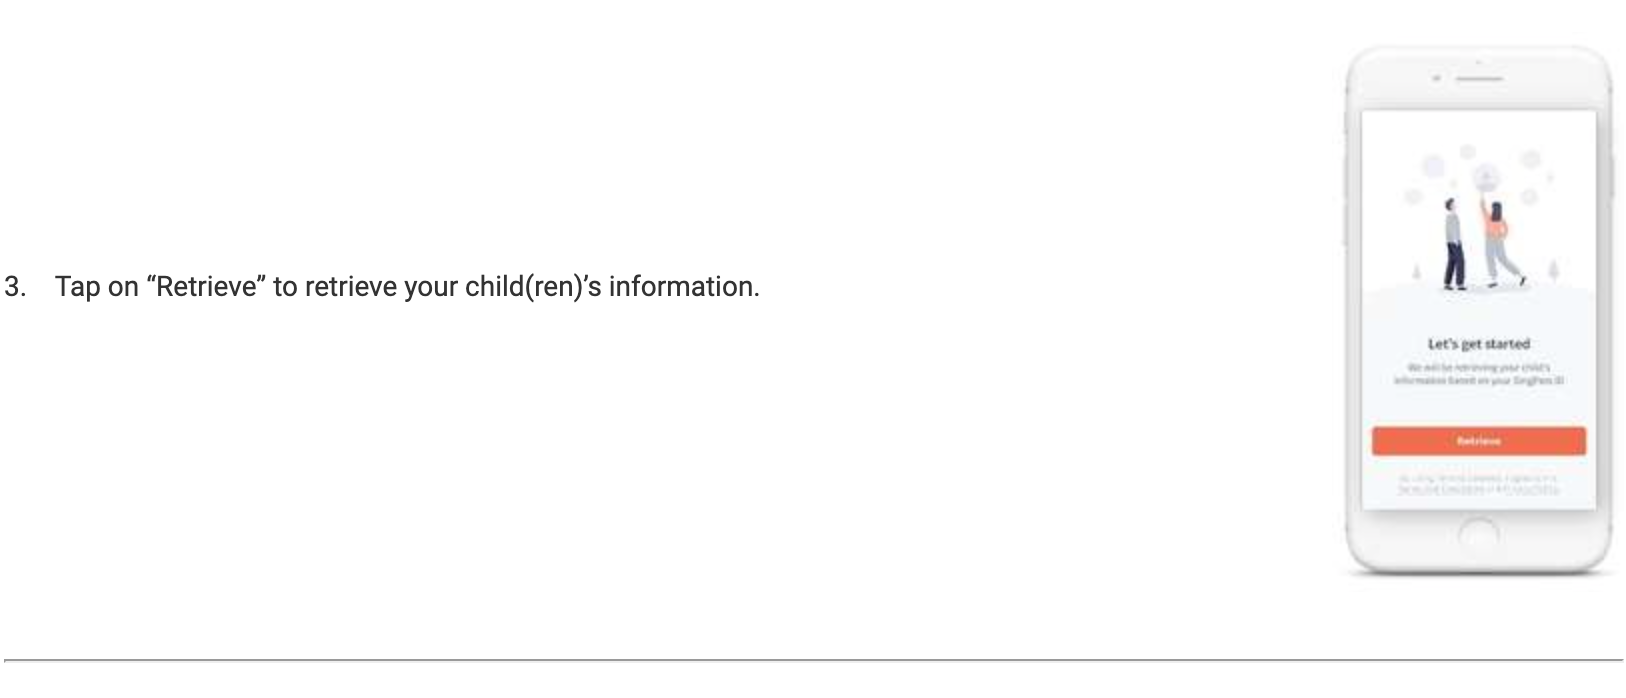 3. Tap on “Retrieve” to retrieve your child(ren)’s information.
Let's get started
We will be retrieving your child's
information based on your SingPass ID
Retrieve